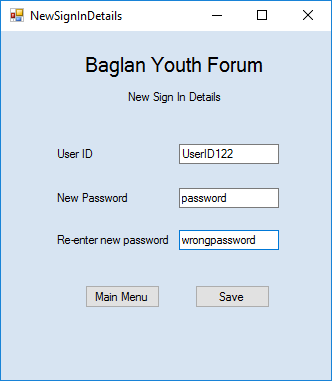 NewSignInDetails
Baglan Youth Forum
New Sign In Details
User ID UserID122
New Password password
Re-enter new password wrongpassword
Main Menu Save